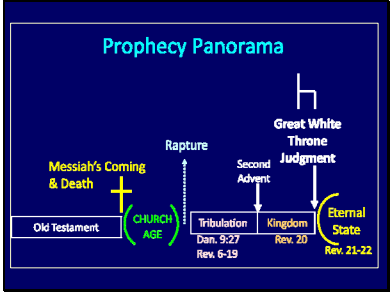 Prophecy Panorama
Great White
Throne
Judgment
Rapture
Second
Advent
Messiah's Coming
& Death
Old Testament
CHURCH
AGE
Tribulation
Kingdom
Eternal
State
Dan. 9:27
Rev. 6-19
Rev. 20
Rev. 21-22